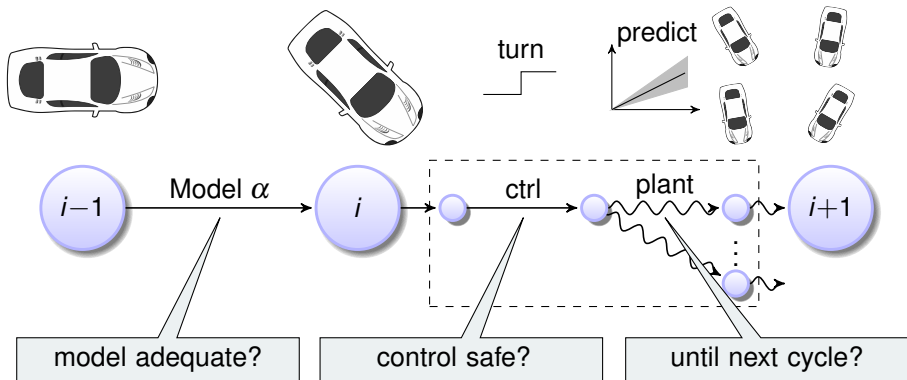 turn
predict
i−1
Model α
i
ctrl
plant
i+1
model adequate?
control safe?
until next cycle?